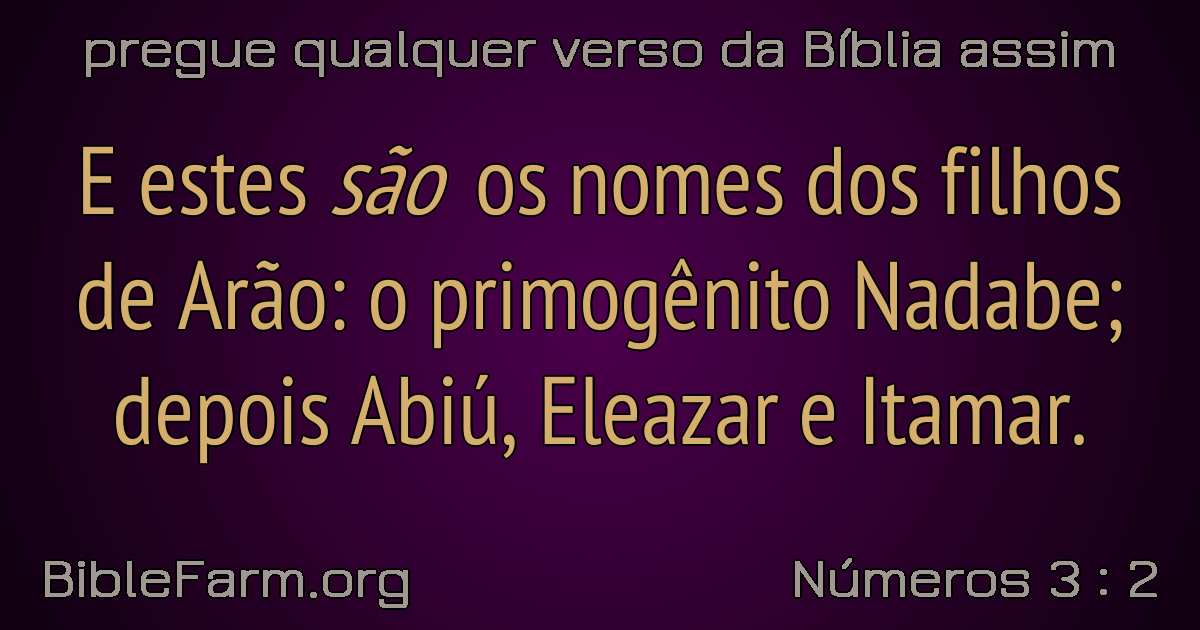 pregue qualquer verso da Bíblia assim
E estes são os nomes dos filhos
de Arão: o primogênito Nadabe;
depois Abiú, Eleazar e Itamar.
BibleFarm.org
Números 3 : 2